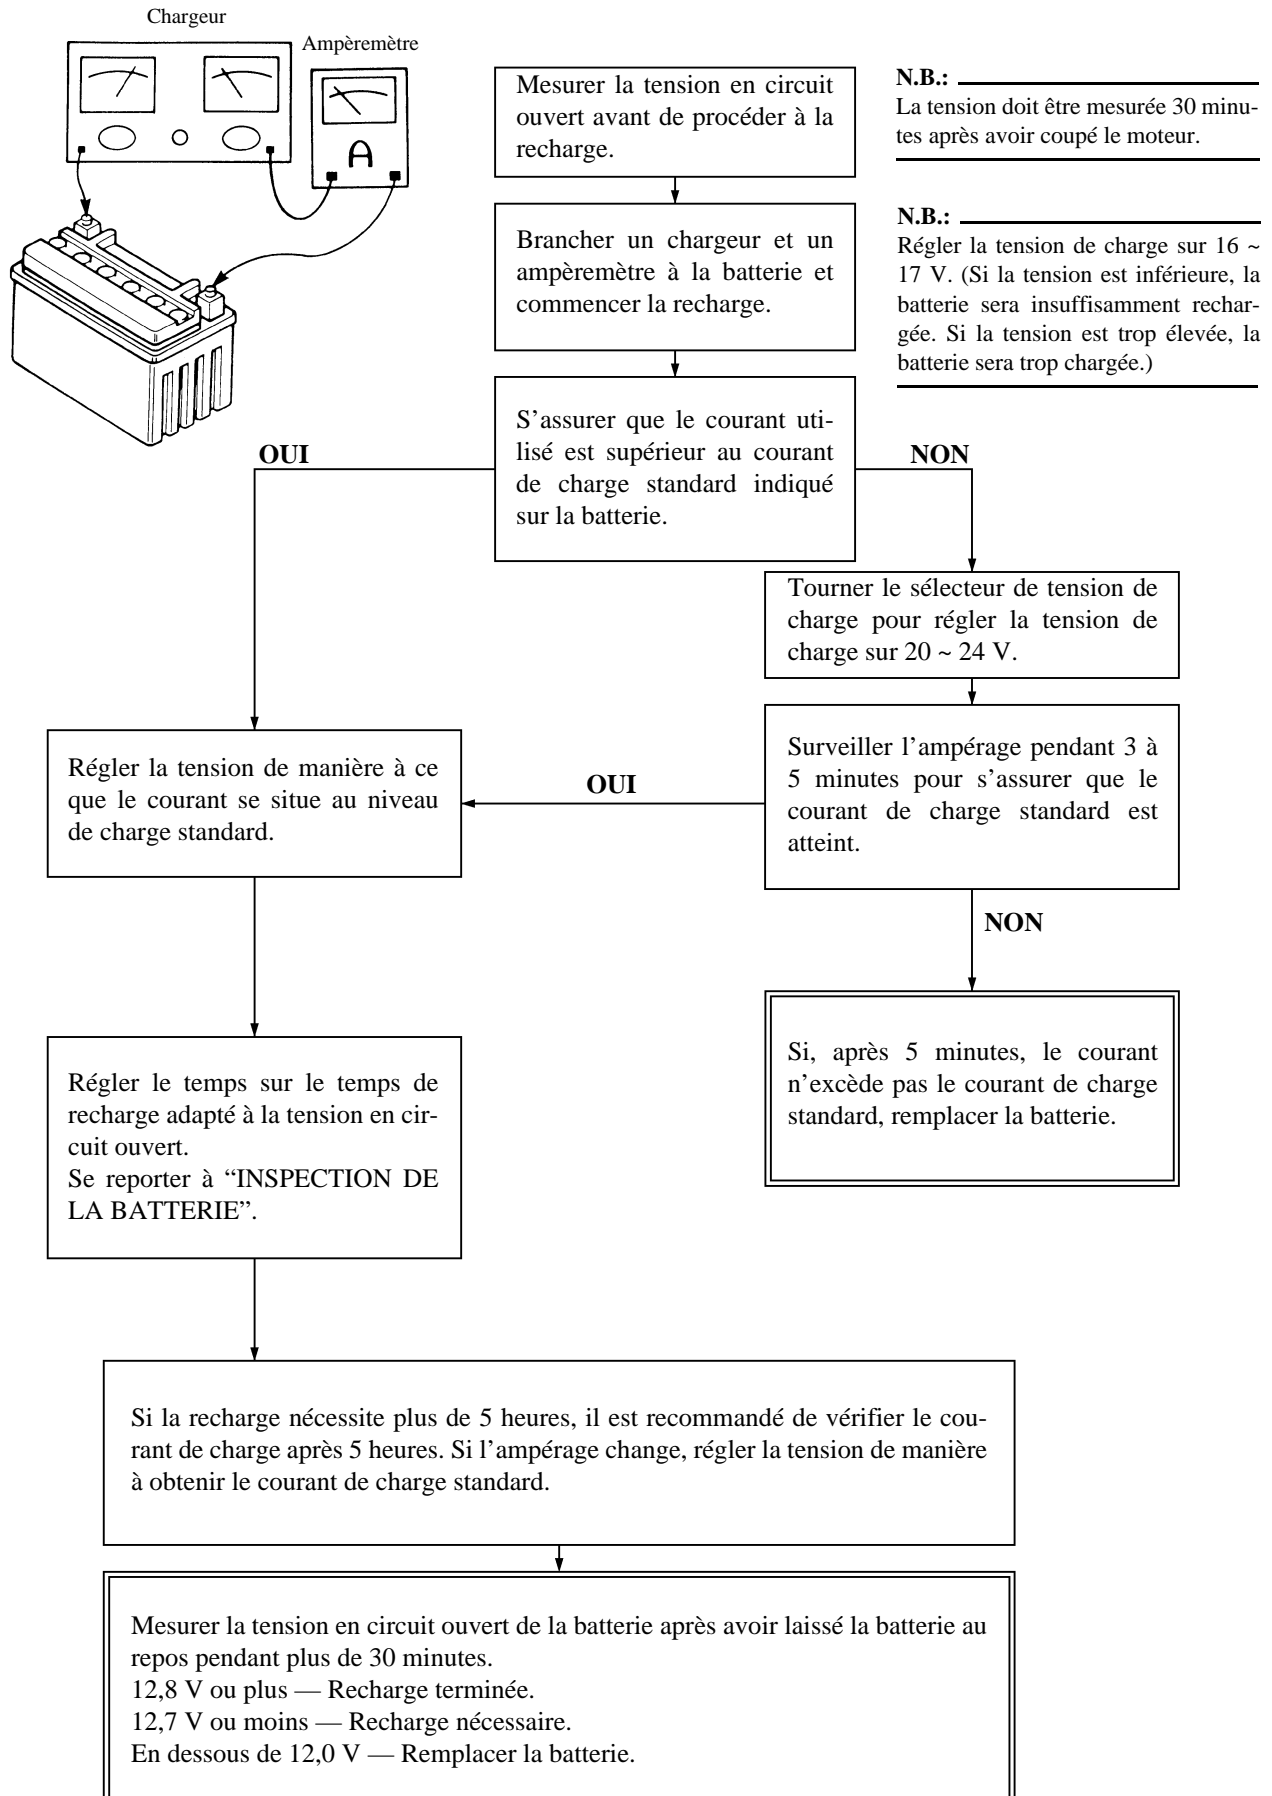 Chargeur
Ampèremètre
A
Mesurer la tension en circuit
ouvert avant de procéder à la
recharge.
N.B.:
La tension doit être mesurée 30 minu-
tes après avoir coupé le moteur.
Brancher un chargeur et un
ampèremètre à la batterie et
commencer la recharge.
N.B.:
Régler la tension de charge sur 16 ~
17 V. (Si la tension est inférieure, la
batterie sera insuffisamment rechar-
gée. Si la tension est trop élevée, la
batterie sera trop chargée.)
S’assurer que le courant uti-
lisé est supérieur au courant
de charge standard indiqué
sur la batterie.
OUI
NON
Tourner le sélecteur de tension de
charge pour régler la tension de
charge sur 20 ~ 24 V.
Surveiller l’ampérage pendant 3 à
5 minutes pour s’assurer que le
courant de charge standard est
atteint.
OUI
Régler la tension de manière à ce
que le courant se situe au niveau
de charge standard.
NON
Si, après 5 minutes, le courant
n’excède pas le courant de charge
standard, remplacer la batterie.
Régler le temps sur le temps de
recharge adapté à la tension en cir-
cuit ouvert.
Se reporter à “INSPECTION DE
LA BATTERIE”.
Si la recharge nécessite plus de 5 heures, il est recommandé de vérifier le cou-
rant de charge après 5 heures. Si l’ampérage change, régler la tension de manière
à obtenir le courant de charge standard.
Mesurer la tension en circuit ouvert de la batterie après avoir laissé la batterie au
repos pendant plus de 30 minutes.
12,8 V ou plus — Recharge terminée.
12,7 V ou moins — Recharge nécessaire.
En dessous de 12,0 V — Remplacer la batterie.